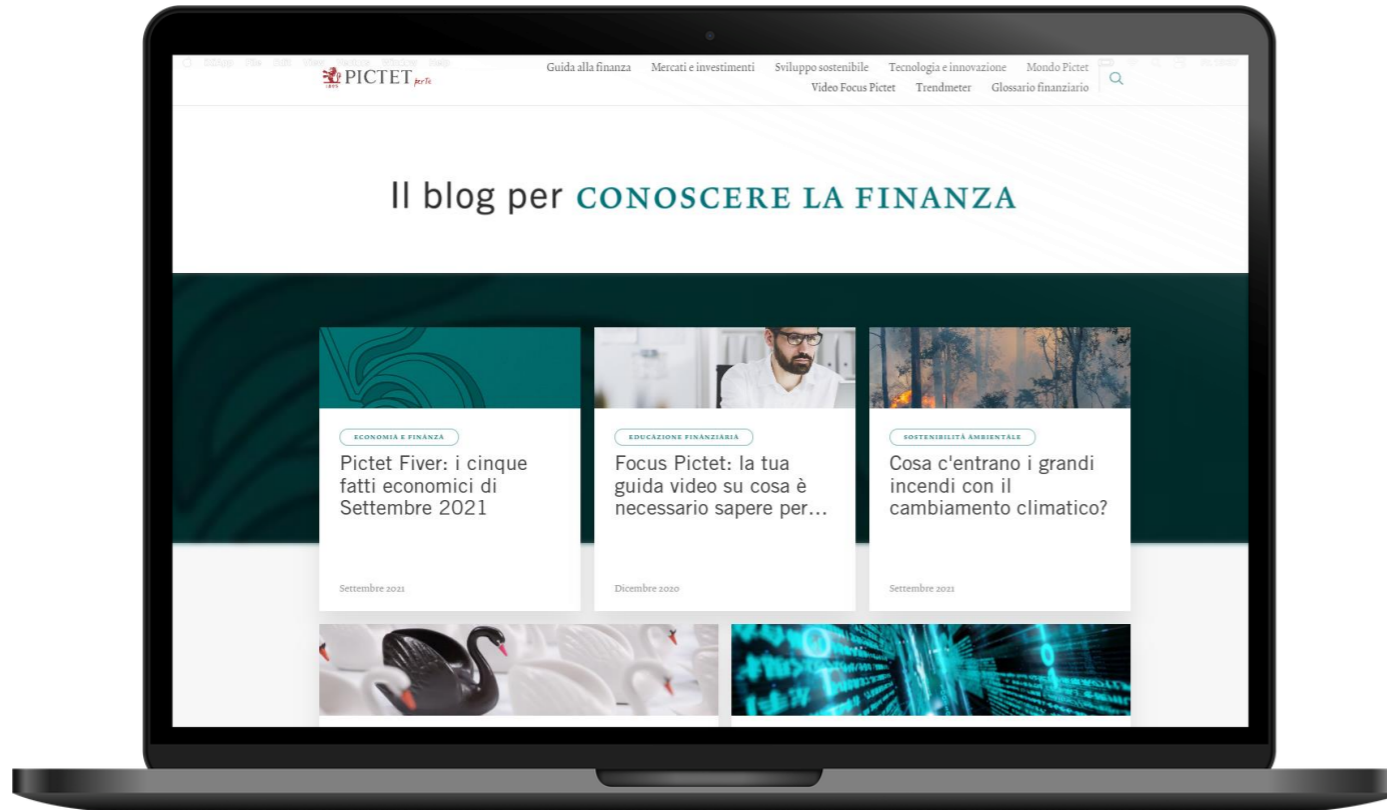 PICTET per Te
1805
Guida alla finanza Mercati e investimenti Sviluppo sostenibile Tecnologia e innovazione Mondo Pictet
Video Focus Pictet Trendmeter Glossario finanziario
Il blog per CONOSCERE LA FINANZA
ECONOMIA E FINANZA
Pictet Fiver: i cinque
fatti economici di
Settembre 2021
Settembre 2021
EDUCAZIONE FINANZIARIA
Focus Pictet: la tua
guida video su cosa è
necessario sapere per...
Dicembre 2020
SOSTENIBILITÀ AMBIENTALE
Cosa c'entrano i grandi
incendi con il
cambiamento climatico?
Settembre 2021